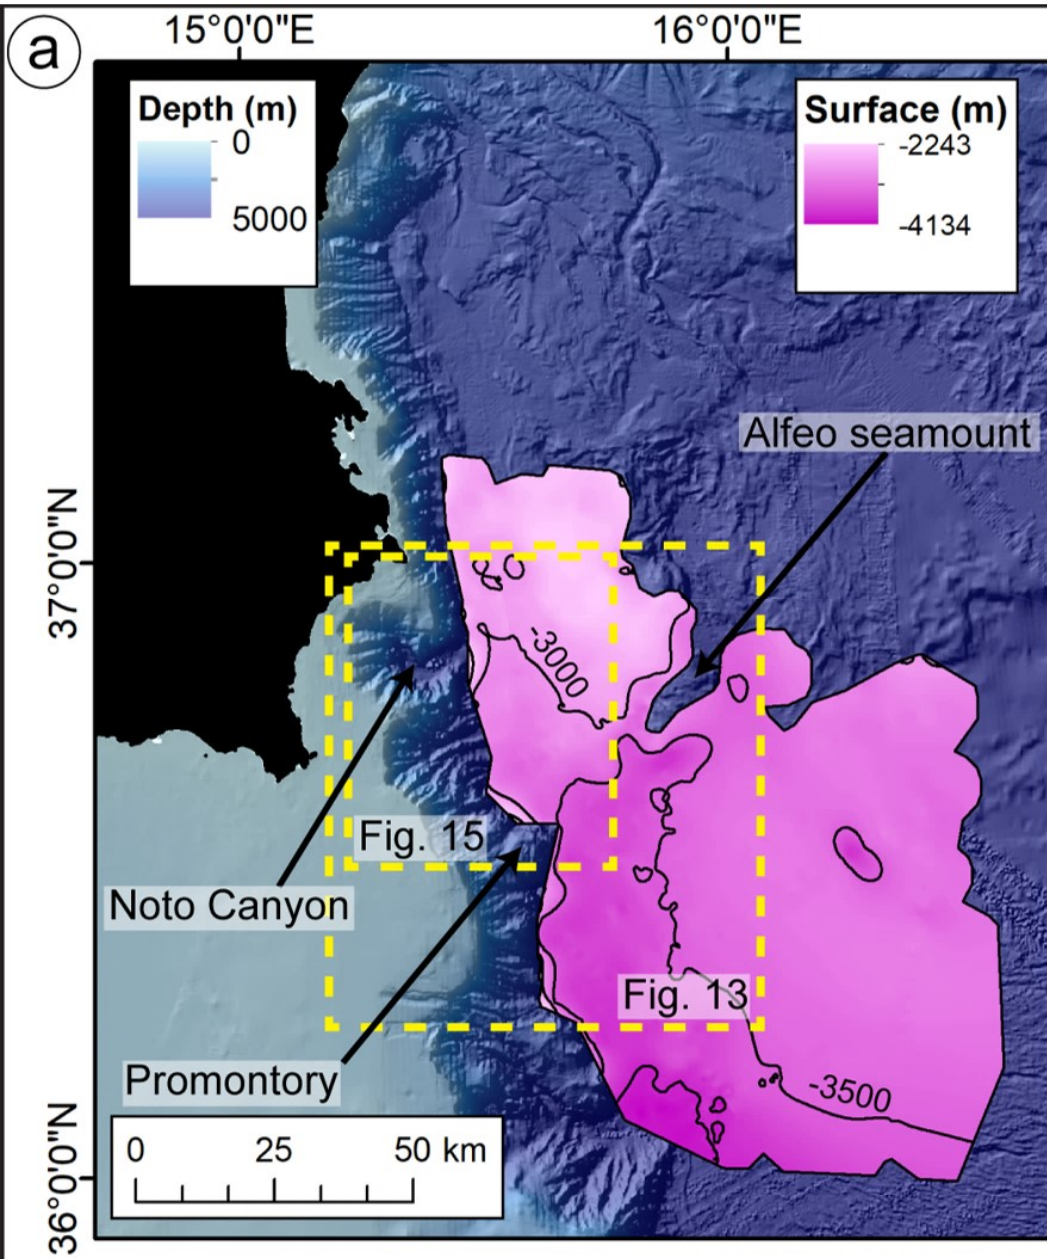 a
15°0'0"E
16°0'0"E
Depth (m)
0
5000
Surface (m)
-2243
-4134
Alfeo seamount
37°0'0"N
-3000
Fig. 15
Noto Canyon
Fig. 13
Promontory
-3500
0 25 50 km
36°0'0"N